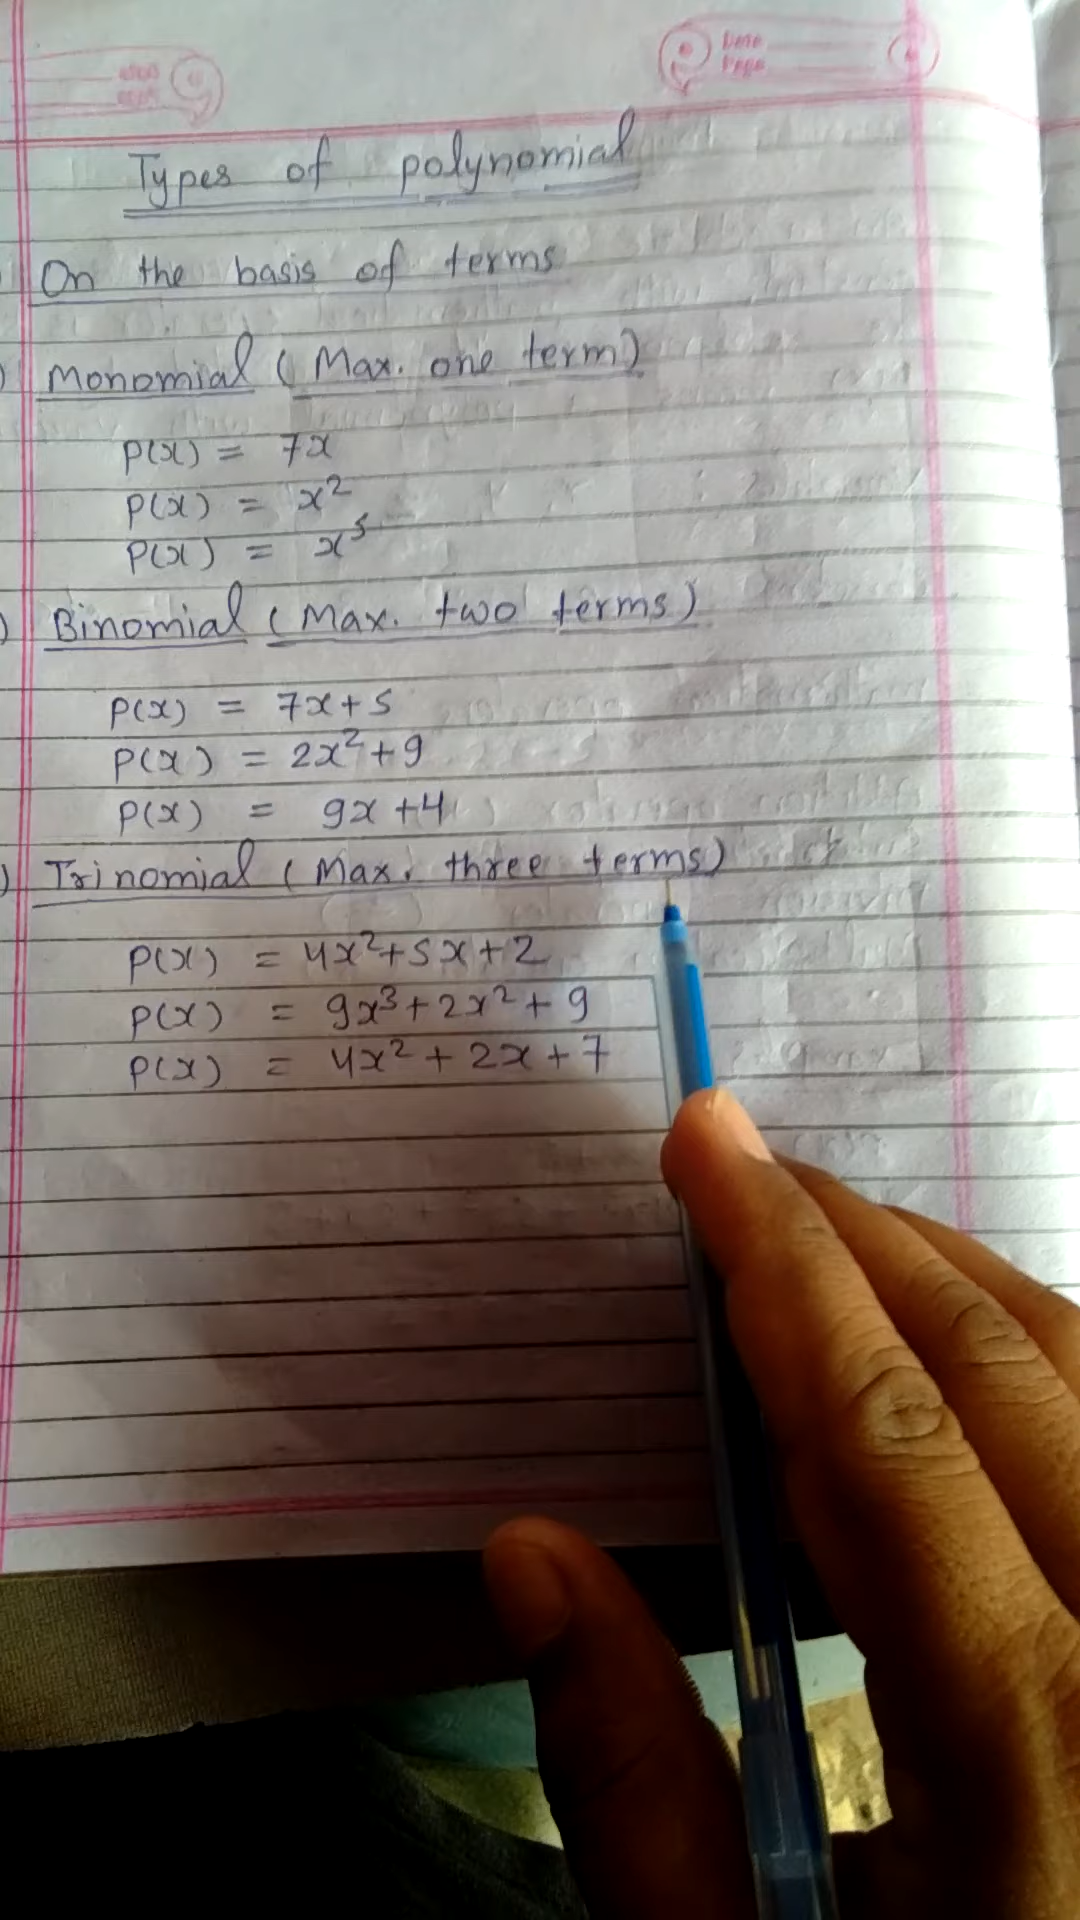 Date
Page
Types of polynomial
On the basis of terms
Monomial (Max. one term)
P(x) = 7x
P(x) = x²
P(x) = x⁵
Binomial (Max. two terms)
P(x) = 7x+5
P(x) = 2x²+9
P(x) = 9x+4
Trinomial (Max. three terms)
P(x) = 4x²+5x+2
P(x) = 9x³+2x²+9
P(x) = 4x²+2x+7